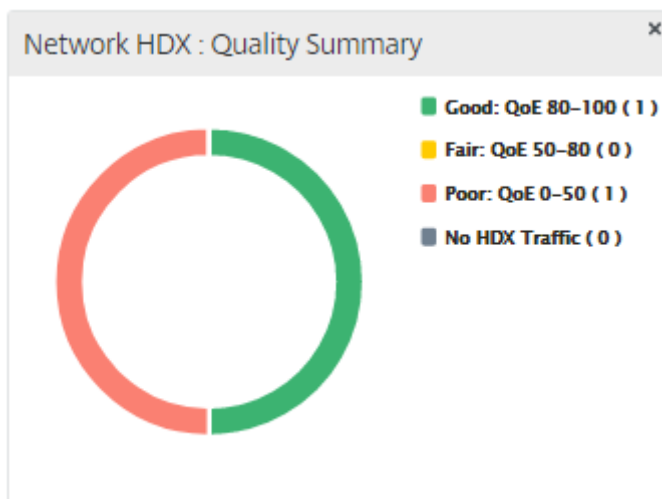 Network HDX : Quality Summary
Good: QoE 80-100 ( 1 )
Fair: QoE 50-80 ( 0 )
Poor: QoE 0-50 ( 1 )
No HDX Traffic ( 0 )